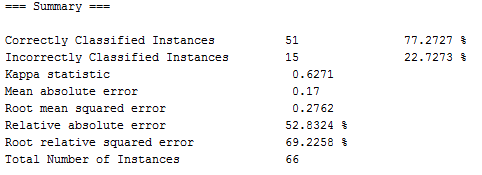 === Summary ===
Correctly Classified Instances 51 77.2727 %
Incorrectly Classified Instances 15 22.7273 %
Kappa statistic 0.6271
Mean absolute error 0.17
Root mean squared error 0.2762
Relative absolute error 52.8324 %
Root relative squared error 69.2258 %
Total Number of Instances 66